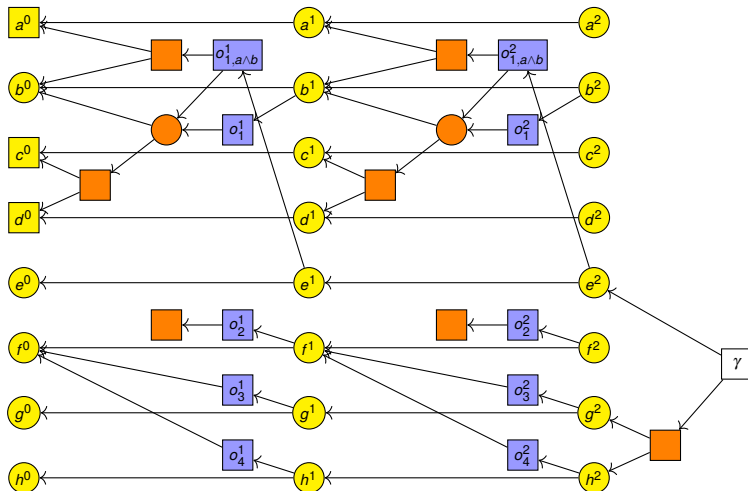 a⁰ a¹ a²
o¹₁,ₐ∧b o²₁,ₐ∧b
b⁰ b¹ b²
o¹₁ o²₁
c⁰ c¹ c²
d⁰ d¹ d²
e⁰ e¹ e²
o¹₂ o²₂
f⁰ f¹ f²
γ
o¹₃ o²₃
g⁰ g¹ g²
o¹₄ o²₄
h⁰ h¹ h²